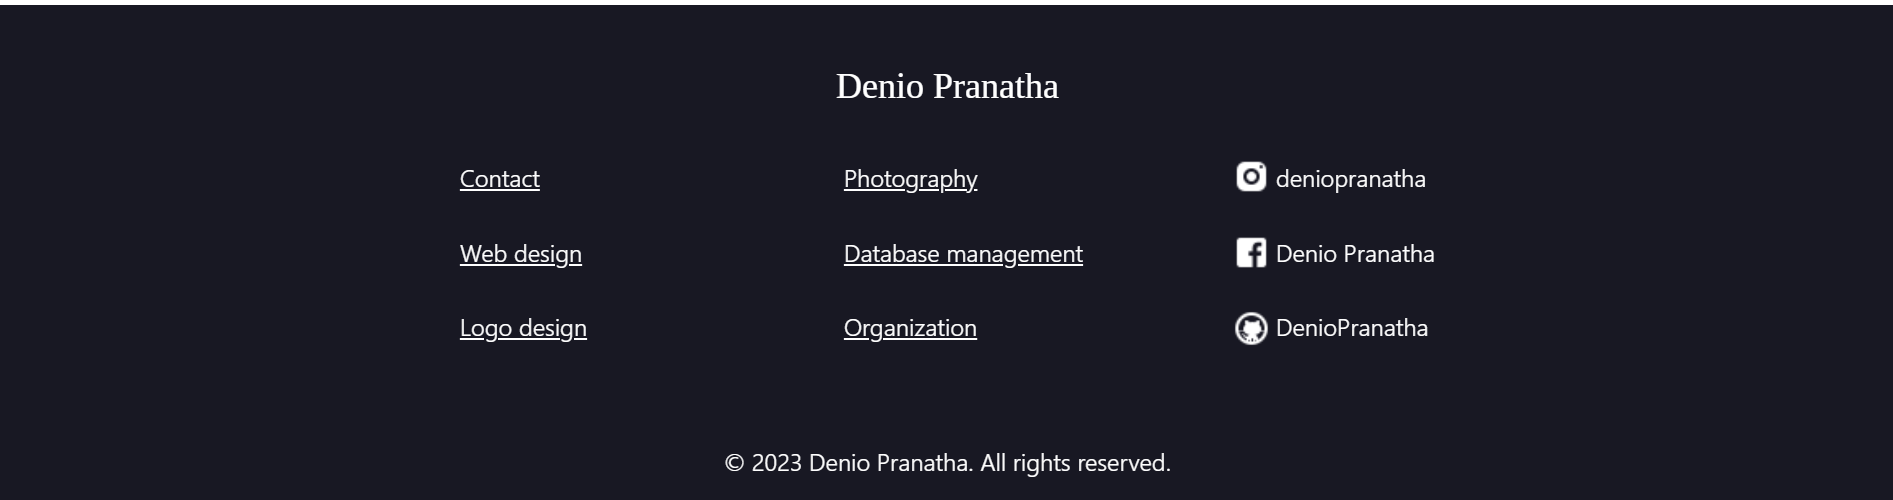 Denio Pranatha
Contact
Photography
deniopranatha
Web design
Database management
Denio Pranatha
Logo design
Organization
DenioPranatha
© 2023 Denio Pranatha. All rights reserved.